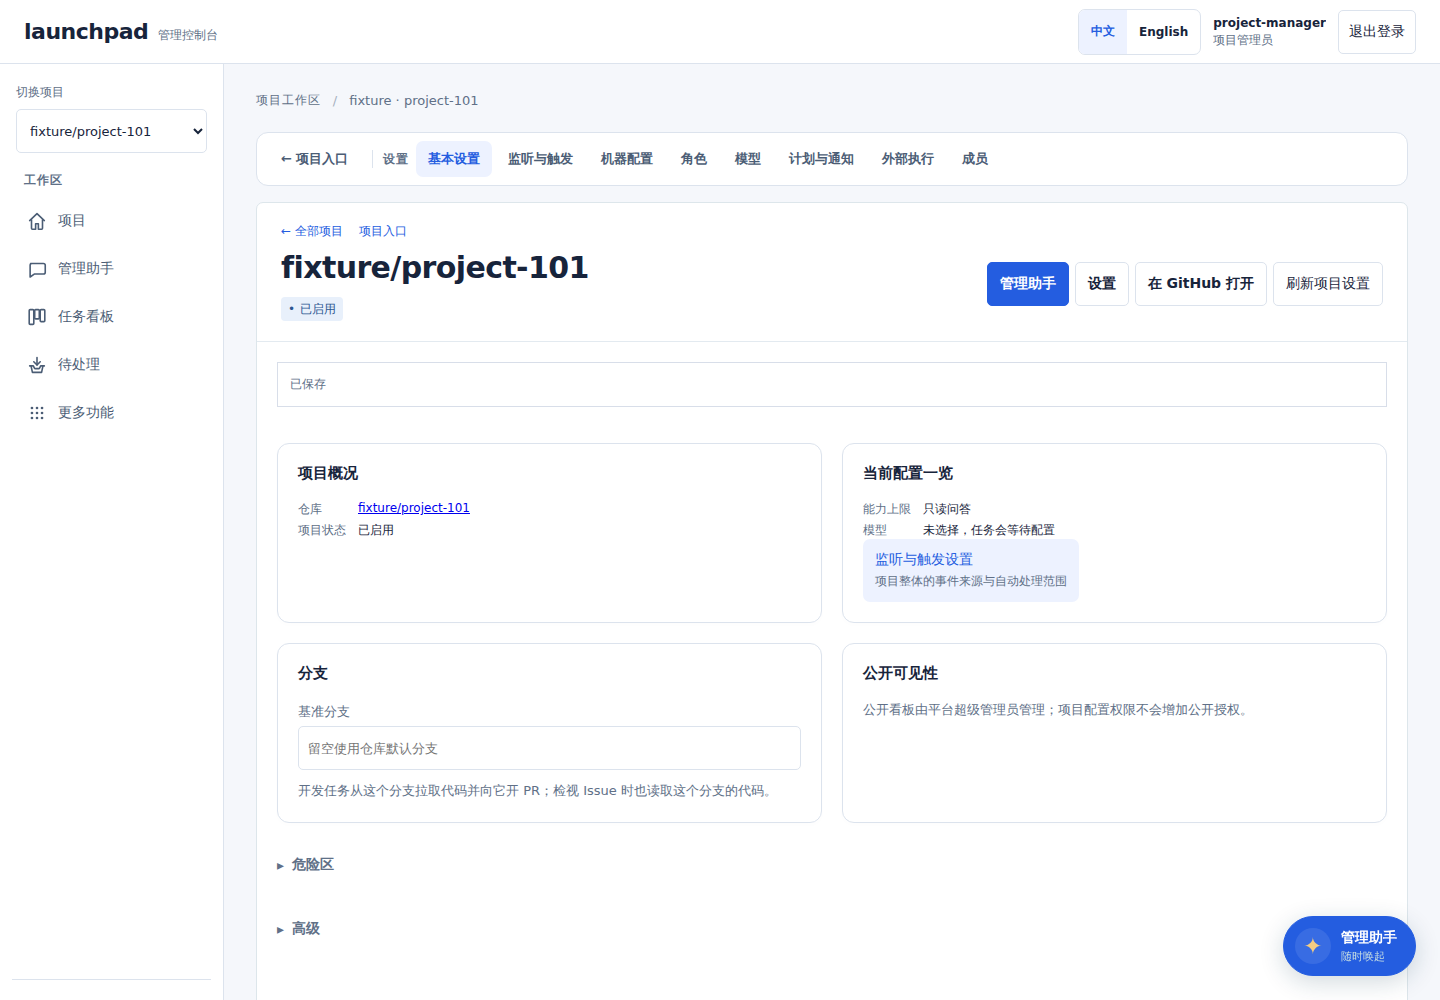 launchpad 管理控制台
中文 English
project-manager
项目管理员
退出登录
切换项目
fixture/project-101
工作区
项目
管理助手
任务看板
待处理
更多功能
项目工作区 / fixture · project-101
← 项目入口 设置 基本设置 监听与触发 机器配置 角色 模型 计划与通知 外部执行 成员
← 全部项目 项目入口
fixture/project-101
• 已启用
管理助手 设置 在 GitHub 打开 刷新项目设置
已保存
项目概况
仓库 fixture/project-101
项目状态 已启用
当前配置一览
能力上限 只读问答
模型 未选择，任务会等待配置
监听与触发设置
项目整体的事件来源与自动处理范围
分支
基准分支
留空使用仓库默认分支
开发任务从这个分支拉取代码并向它开 PR；检视 Issue 时也读取这个分支的代码。
公开可见性
公开看板由平台超级管理员管理；项目配置权限不会增加公开授权。
▸ 危险区
▸ 高级
管理助手
随时唤起